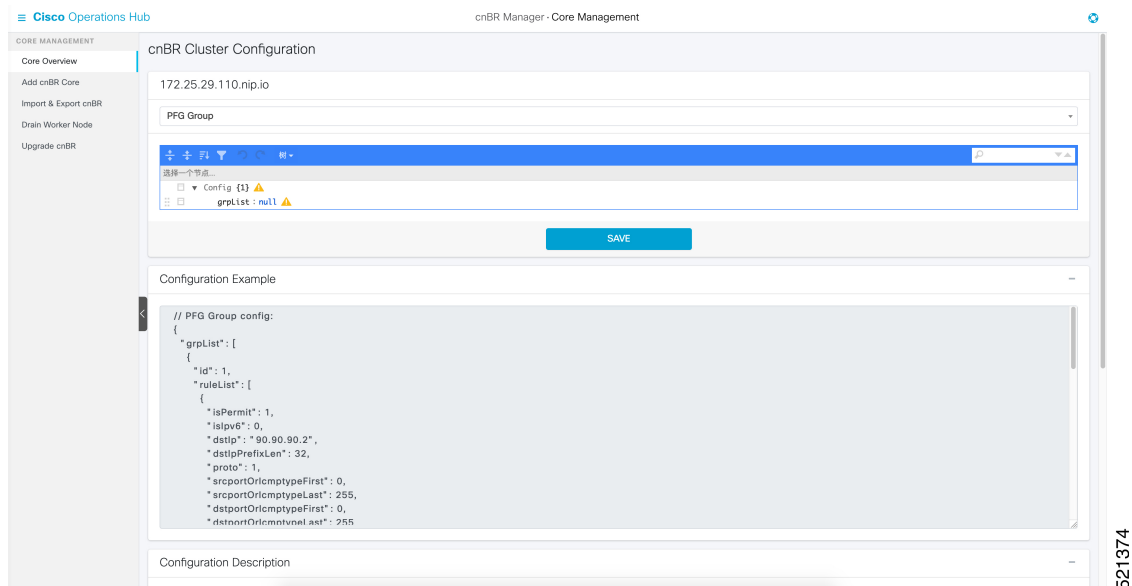 ≡ Cisco Operations Hub
cnBR Manager · Core Management
CORE MANAGEMENT
Core Overview
Add cnBR Core
Import & Export cnBR
Drain Worker Node
Upgrade cnBR
cnBR Cluster Configuration
172.25.29.110.nip.io
PFG Group
树
选择一个节点...
Config {1}
grpList : null
SAVE
Configuration Example
// PFG Group config:
{
"grpList": [
{
"id": 1,
"ruleList": [
{
"isPermit": 1,
"isIpv6": 0,
"dstIp": "90.90.90.2",
"dstIpPrefixLen": 32,
"proto": 1,
"srcportOrIcmptypeFirst": 0,
"srcportOrIcmptypeLast": 255,
"dstportOrIcmptypeFirst": 0,
"dstportOrIcmptypeLast": 255
Configuration Description
521374